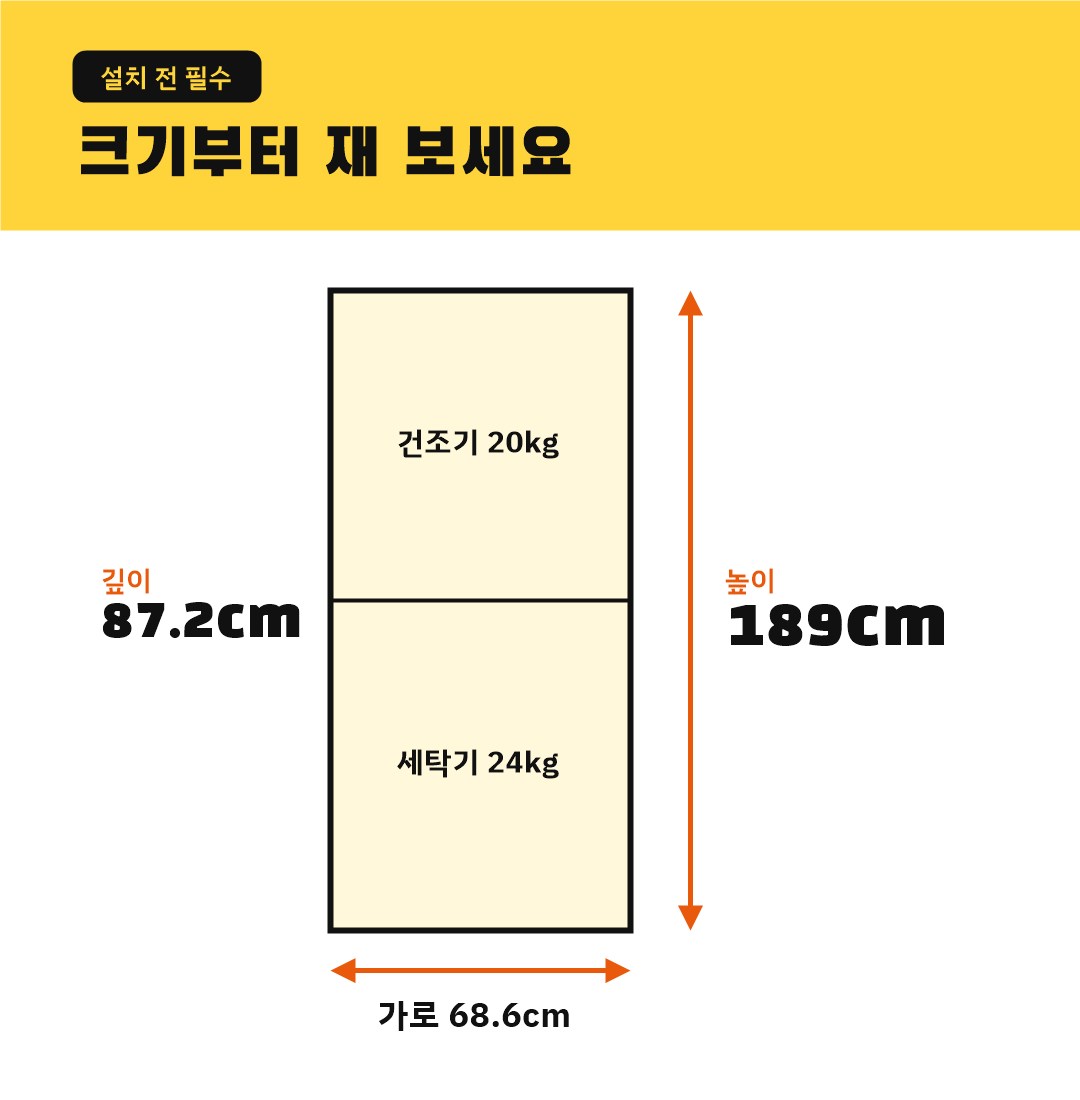 설치 전 필수
크기부터 재 보세요
건조기 20kg
깊이
87.2cm
높이
189cm
세탁기 24kg
가로 68.6cm